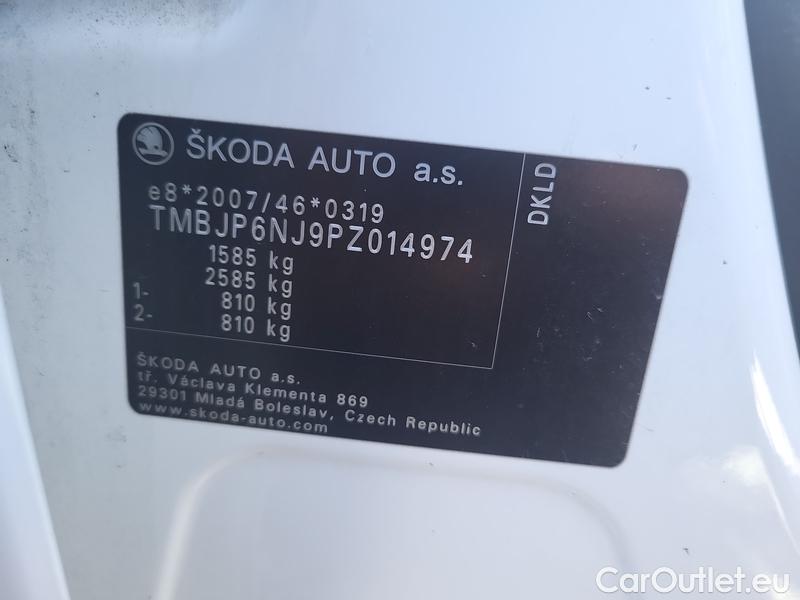 ŠKODA AUTO a.s.
e8*2007/46*0319
TMBJP6NJ9PZ014974
1585 kg
2585 kg
1- 810 kg
2- 810 kg
DKLD
ŠKODA AUTO a.s.
tř. Václava Klementa 869
29301 Mladá Boleslav, Czech Republic
www.skoda-auto.com
CarOutlet.eu